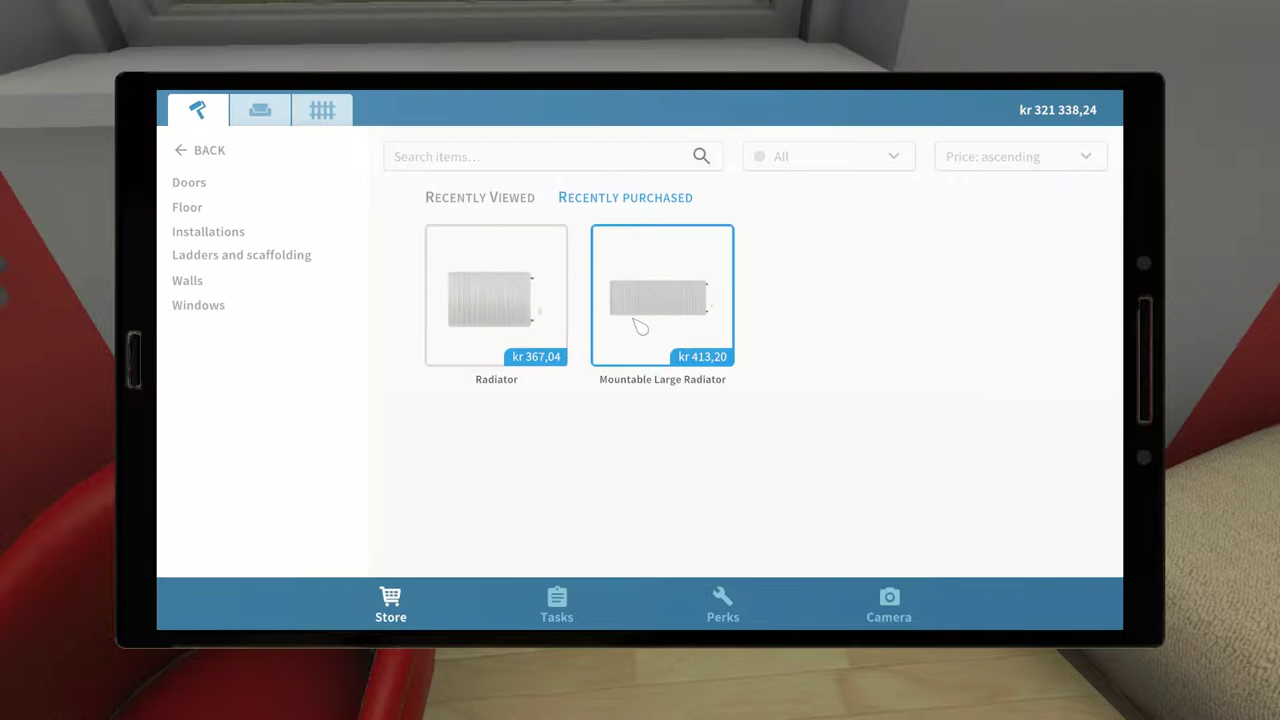 kr 321 338,24
BACK
Doors
Floor
Installations
Ladders and scaffolding
Walls
Windows
Search items...
All
Price: ascending
RECENTLY VIEWED
RECENTLY PURCHASED
kr 367,04
Radiator
kr 413,20
Mountable Large Radiator
Store
Tasks
Perks
Camera